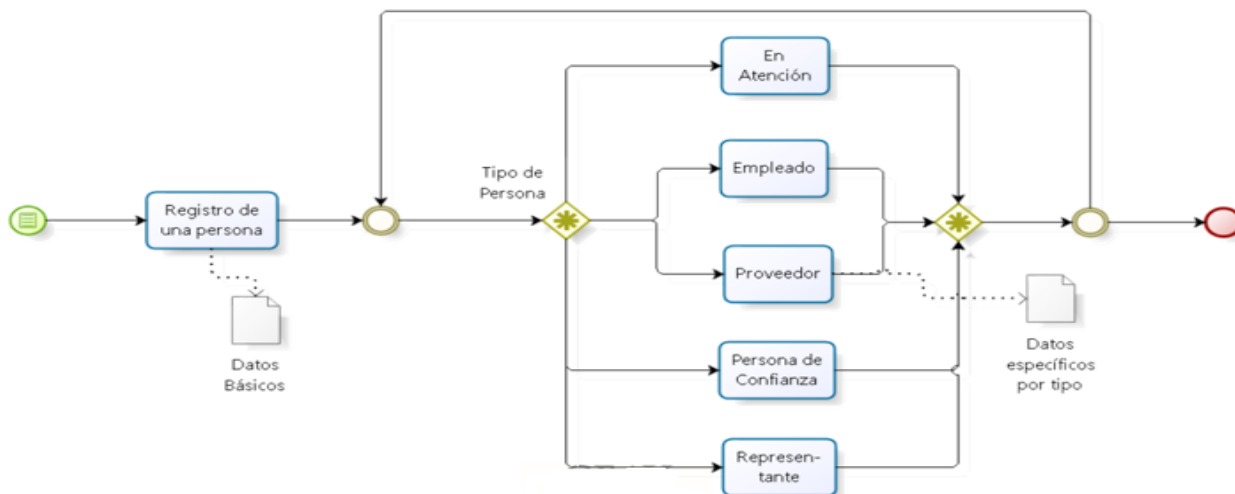 En
Atención
Tipo de
Persona
Empleado
Registro de
una persona
Proveedor
Datos
Básicos
Persona de
Confianza
Datos
específicos
por tipo
Represen-
tante